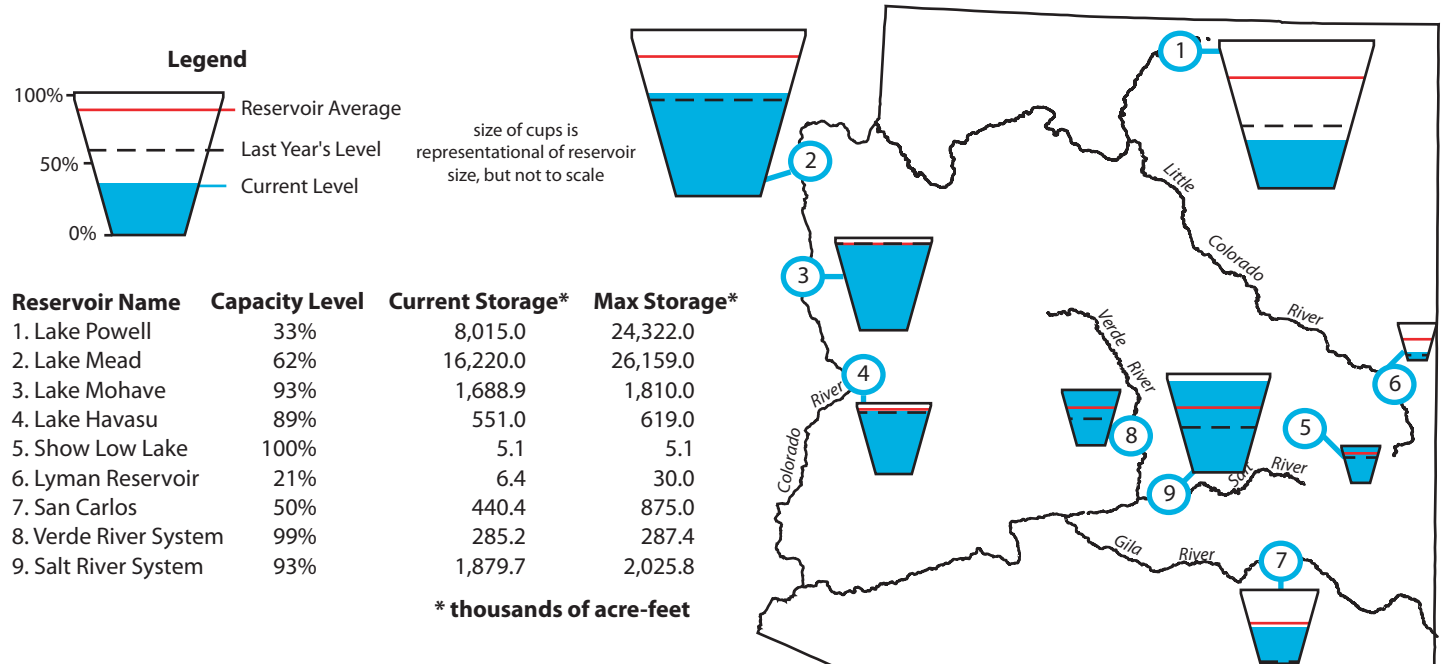 Legend
100%
50%
0%
Reservoir Average
Last Year's Level
Current Level
size of cups is
representational of reservoir
size, but not to scale
Reservoir Name Capacity Level Current Storage* Max Storage*
1. Lake Powell 33% 8,015.0 24,322.0
2. Lake Mead 62% 16,220.0 26,159.0
3. Lake Mohave 93% 1,688.9 1,810.0
4. Lake Havasu 89% 551.0 619.0
5. Show Low Lake 100% 5.1 5.1
6. Lyman Reservoir 21% 6.4 30.0
7. San Carlos 50% 440.4 875.0
8. Verde River System 99% 285.2 287.4
9. Salt River System 93% 1,879.7 2,025.8
* thousands of acre-feet
1
2
3
4
5
6
7
8
9
Little
Colorado
River
Verde
River
Colorado
River
Salt
River
Gila
River